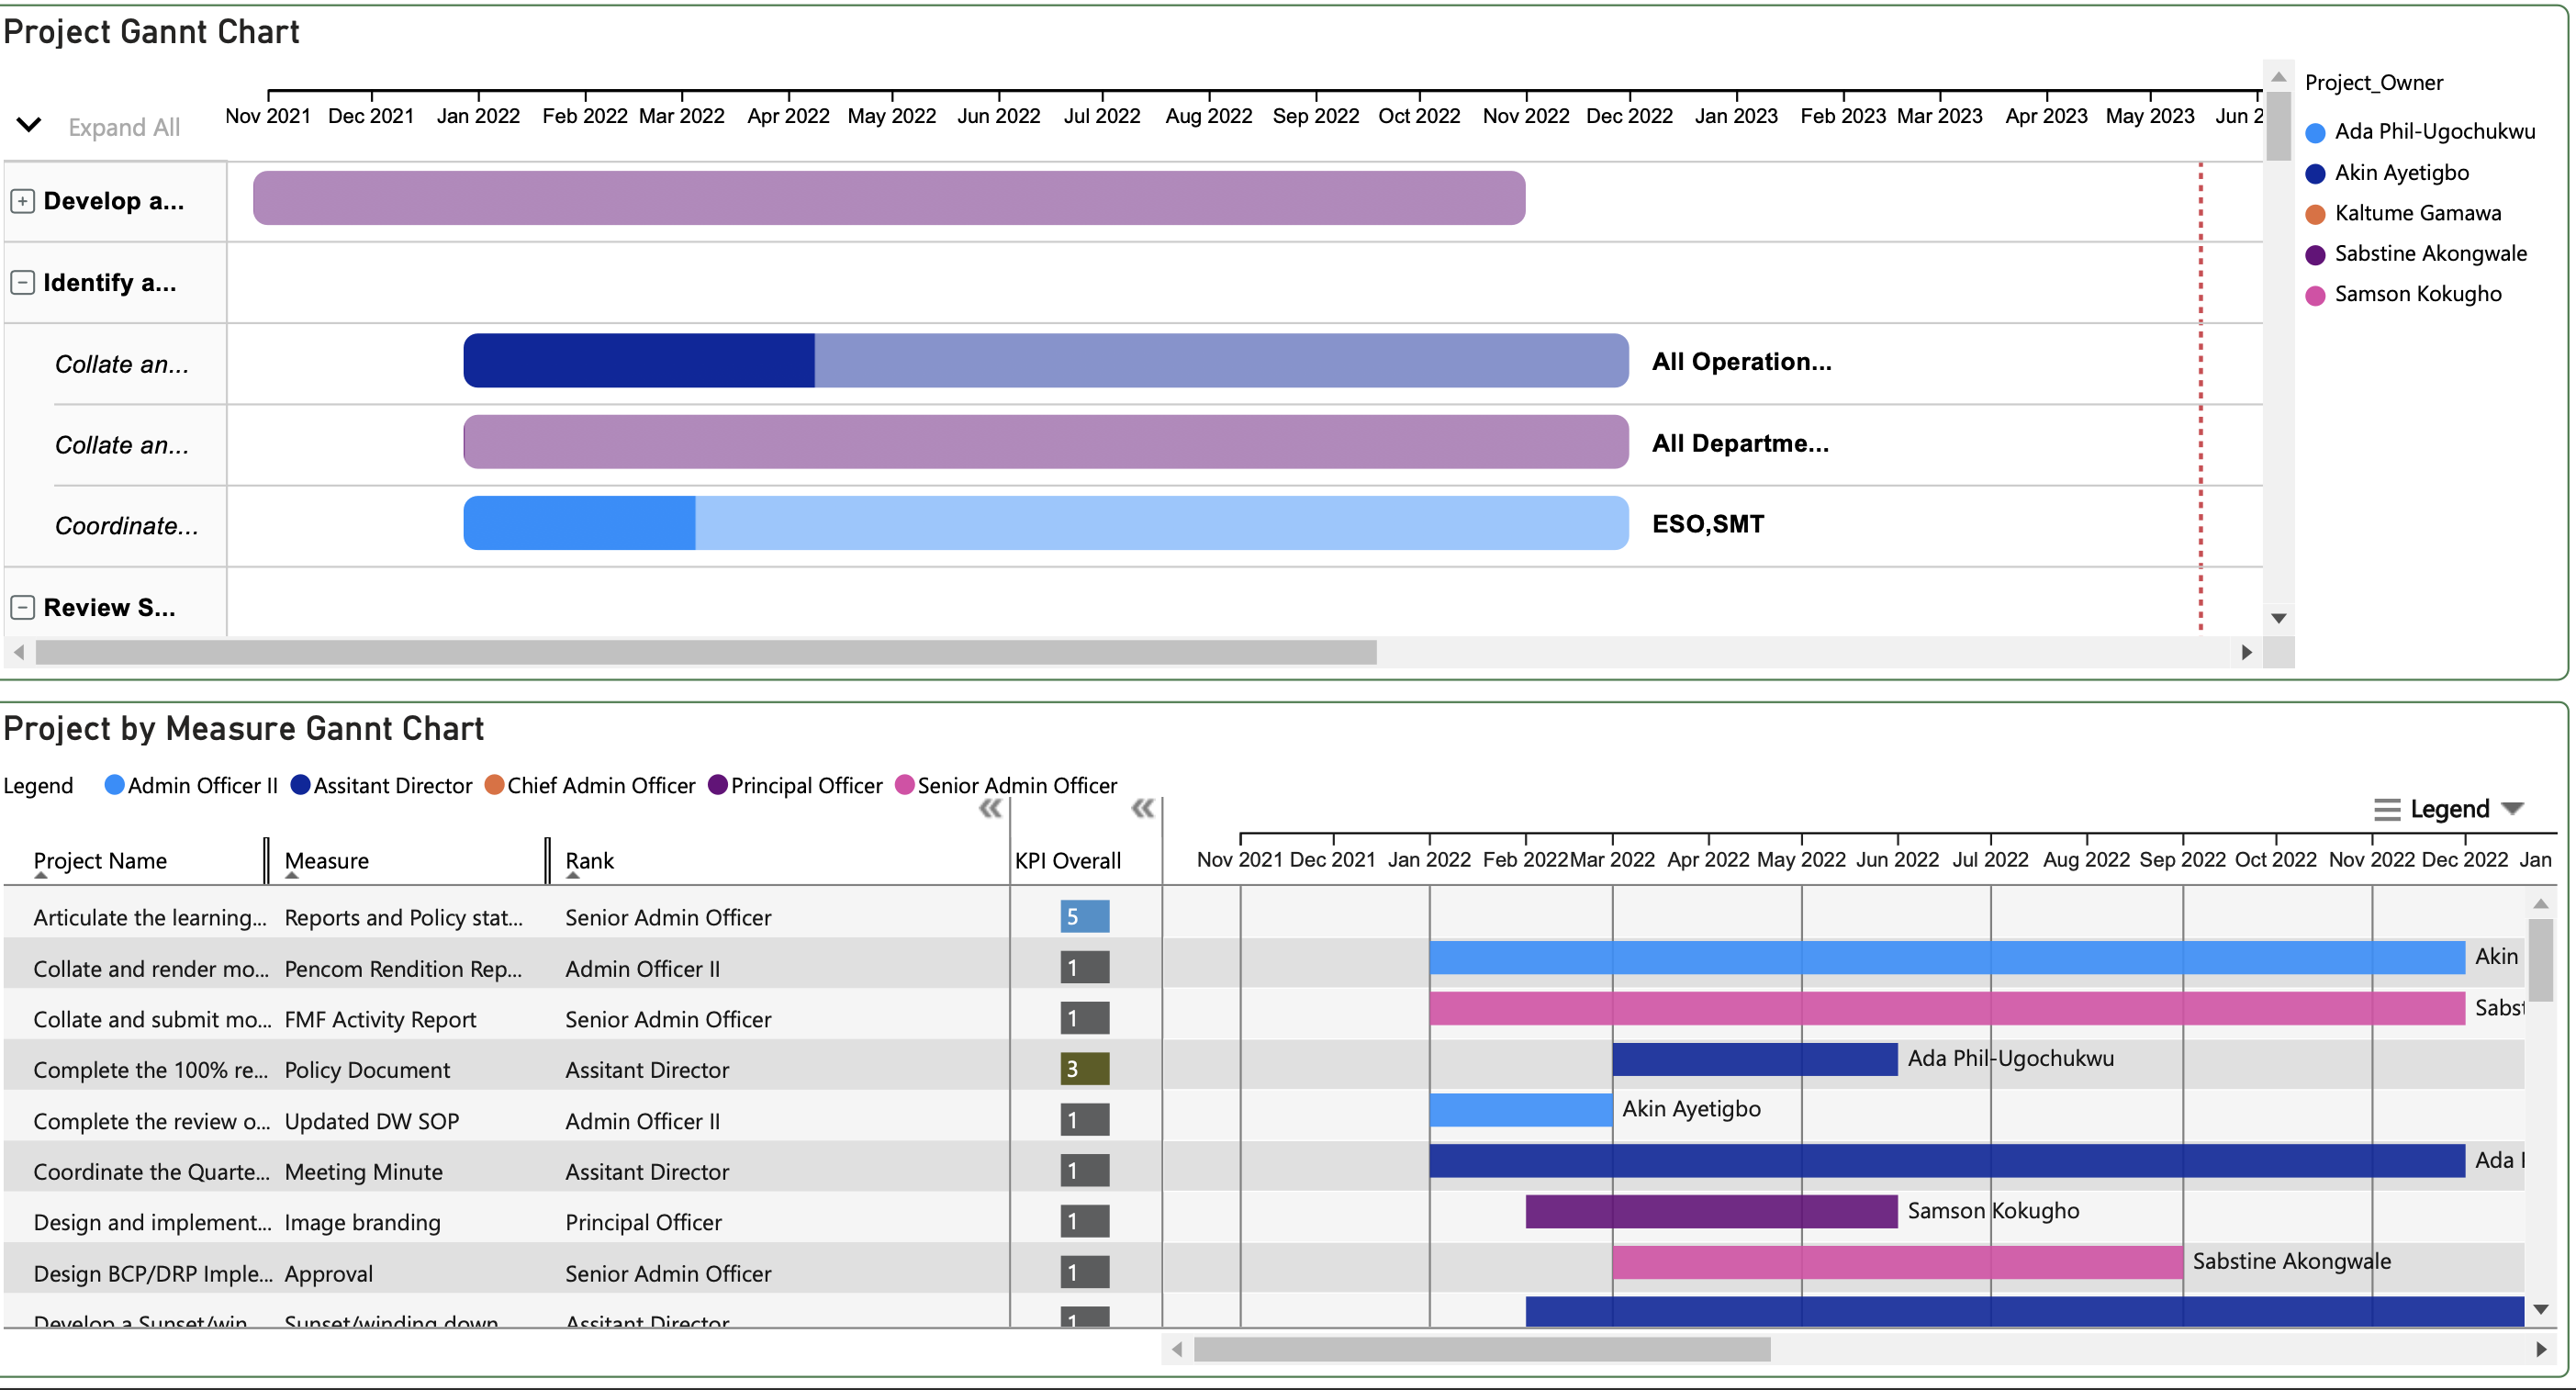 Project Gannt Chart
Nov 2021 Dec 2021 Jan 2022 Feb 2022 Mar 2022 Apr 2022 May 2022 Jun 2022 Jul 2022 Aug 2022 Sep 2022 Oct 2022 Nov 2022 Dec 2022 Jan 2023 Feb 2023 Mar 2023 Apr 2023 May 2023 Jun 2
Expand All
Develop a...
Identify a...
Collate an... All Operation...
Collate an... All Departme...
Coordinate... ESO,SMT
Review S...
Project_Owner
Ada Phil-Ugochukwu
Akin Ayetigbo
Kaltume Gamawa
Sabstine Akongwale
Samson Kokugho
Project by Measure Gannt Chart
Legend Admin Officer II Assitant Director Chief Admin Officer Principal Officer Senior Admin Officer
Legend
Project Name Measure Rank KPI Overall Nov 2021 Dec 2021 Jan 2022 Feb 2022 Mar 2022 Apr 2022 May 2022 Jun 2022 Jul 2022 Aug 2022 Sep 2022 Oct 2022 Nov 2022 Dec 2022 Jan
Articulate the learning... Reports and Policy stat... Senior Admin Officer 5
Collate and render mo... Pencom Rendition Rep... Admin Officer II 1 Akin
Collate and submit mo... FMF Activity Report Senior Admin Officer 1 Sabst
Complete the 100% re... Policy Document Assitant Director 3 Ada Phil-Ugochukwu
Complete the review o... Updated DW SOP Admin Officer II 1 Akin Ayetigbo
Coordinate the Quarte... Meeting Minute Assitant Director 1 Ada
Design and implement... Image branding Principal Officer 1 Samson Kokugho
Design BCP/DRP Imple... Approval Senior Admin Officer 1 Sabstine Akongwale
Develop a Sunset/win Sunset/winding down Assitant Director 1